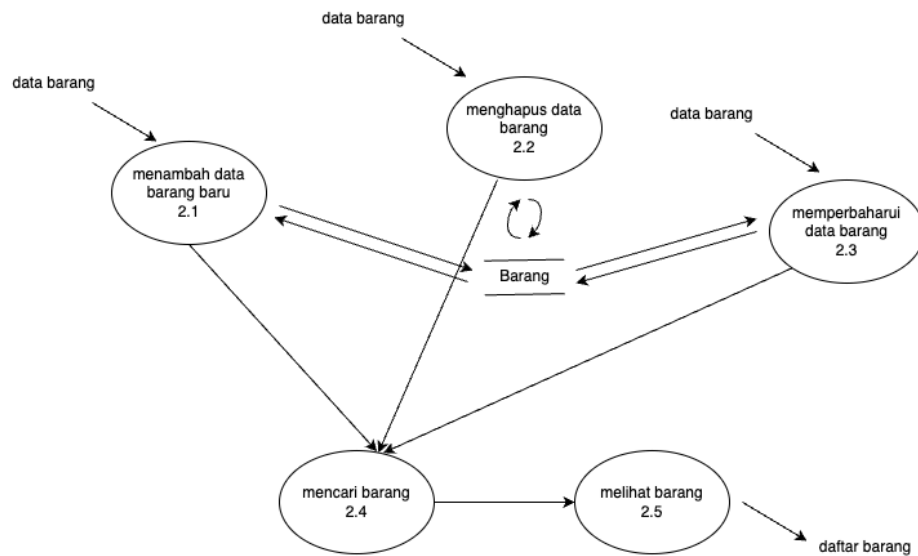 data barang
data barang
data barang
menghapus data
barang
2.2
menambah data
barang baru
2.1
memperbaharui
data barang
2.3
Barang
mencari barang
2.4
melihat barang
2.5
daftar barang